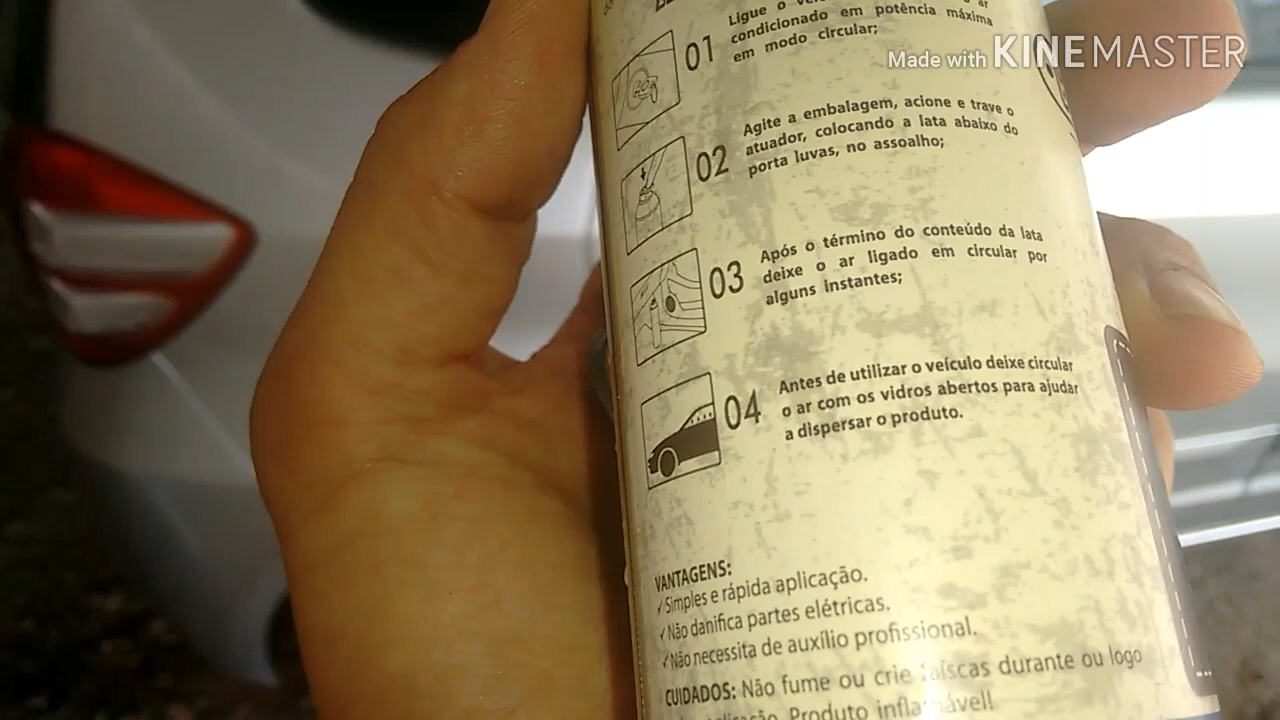 Made with KINEMASTER
01
Ligue o ar
condicionado em potência máxima
em modo circular;
02
Agite a embalagem, acione e trave o
atuador, colocando a lata abaixo do
porta luvas, no assoalho;
03
Após o término do conteúdo da lata
deixe o ar ligado em circular por
alguns instantes;
04
Antes de utilizar o veículo deixe circular
o ar com os vidros abertos para ajudar
a dispersar o produto.
VANTAGENS:
✓Simples e rápida aplicação.
✓Não danifica partes elétricas.
✓Não necessita de auxílio profissional.
CUIDADOS: Não fume ou crie faíscas durante ou logo
Produto inflamável!